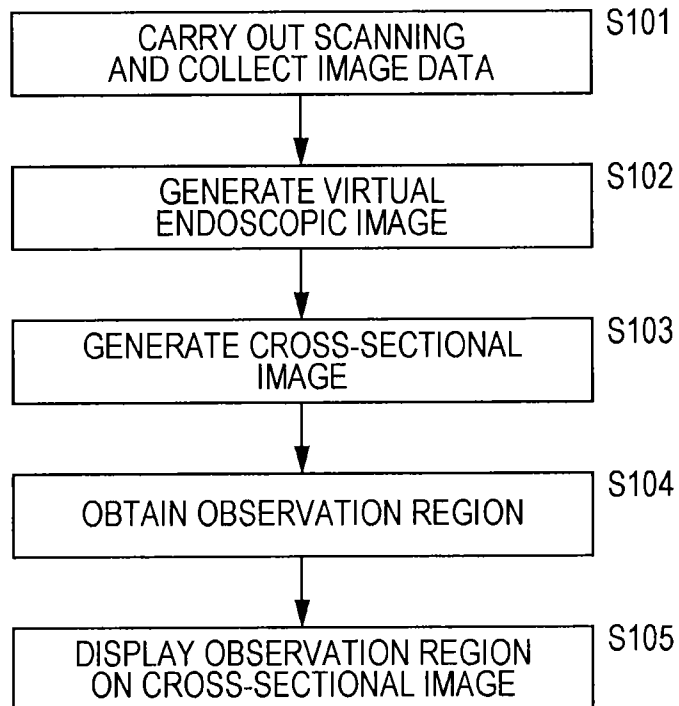 S101
CARRY OUT SCANNING
AND COLLECT IMAGE DATA
S102
GENERATE VIRTUAL
ENDOSCOPIC IMAGE
S103
GENERATE CROSS-SECTIONAL
IMAGE
S104
OBTAIN OBSERVATION REGION
S105
DISPLAY OBSERVATION REGION
ON CROSS-SECTIONAL IMAGE